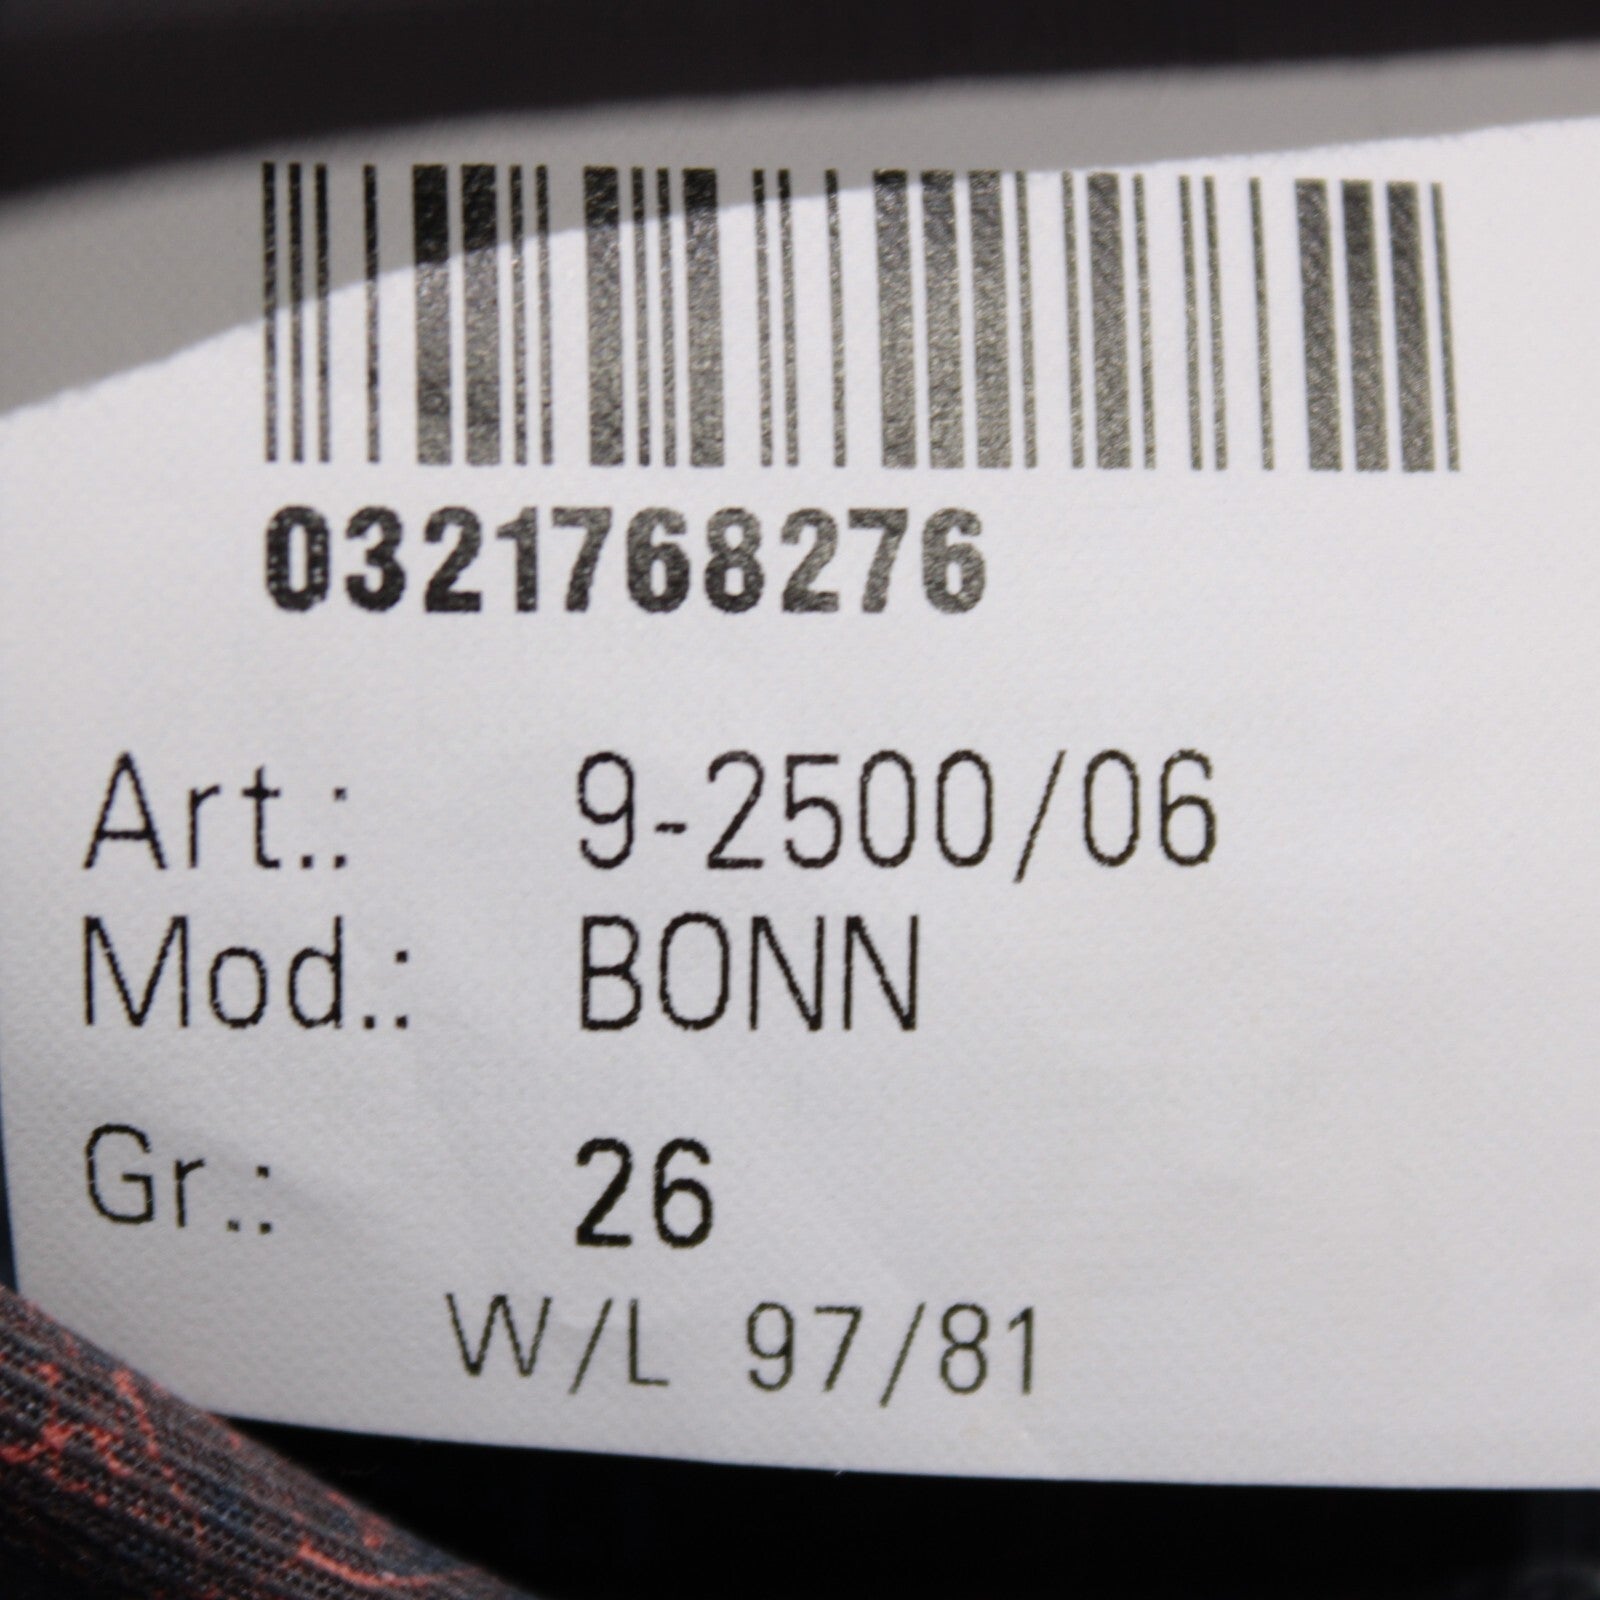 0321768276
Art.: 9-2500/06
Mod.: BONN
Gr.: 26
W/L 97/81